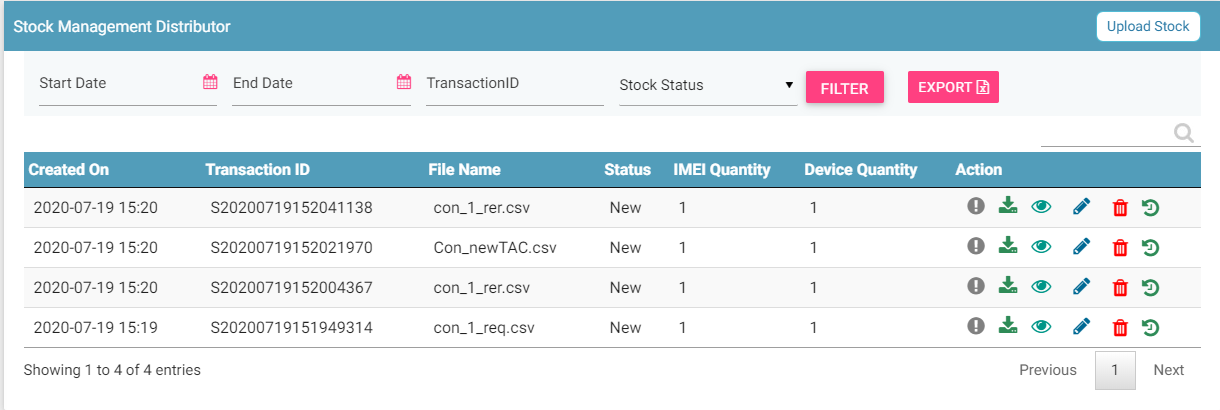 Stock Management Distributor Upload Stock
Start Date End Date TransactionID Stock Status FILTER EXPORT
Created On Transaction ID File Name Status IMEI Quantity Device Quantity Action
2020-07-19 15:20 S20200719152041138 con_1_rer.csv New 1 1
2020-07-19 15:20 S20200719152021970 Con_newTAC.csv New 1 1
2020-07-19 15:20 S20200719152004367 con_1_rer.csv New 1 1
2020-07-19 15:19 S20200719151949314 con_1_req.csv New 1 1
Showing 1 to 4 of 4 entries Previous 1 Next